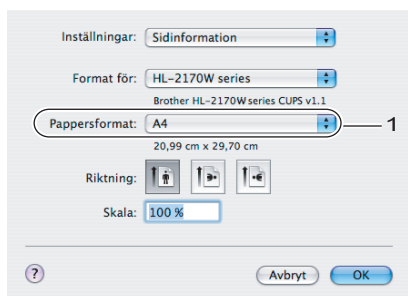 Inställningar: Sidinformation
Format för: HL-2170W series
Brother HL-2170W series CUPS v1.1
Pappersformat: A4 1
20,99 cm x 29,70 cm
Riktning:
Skala: 100 %
? Avbryt OK